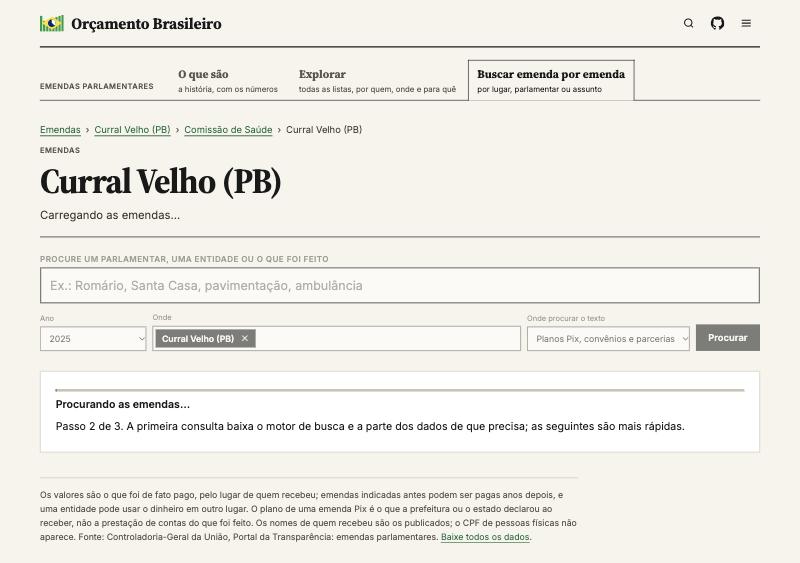 Orçamento Brasileiro
EMENDAS PARLAMENTARES
O que são
a história, com os números
Explorar
todas as listas, por quem, onde e para quê
Buscar emenda por emenda
por lugar, parlamentar ou assunto
Emendas › Curral Velho (PB) › Comissão de Saúde › Curral Velho (PB)
EMENDAS
Curral Velho (PB)
Carregando as emendas...
PROCURE UM PARLAMENTAR, UMA ENTIDADE OU O QUE FOI FEITO
Ex.: Romário, Santa Casa, pavimentação, ambulância
Ano
2025
Onde
Curral Velho (PB) ×
Onde procurar o texto
Planos Pix, convênios e parcerias
Procurar
Procurando as emendas...
Passo 2 de 3. A primeira consulta baixa o motor de busca e a parte dos dados de que precisa; as seguintes são mais rápidas.
Os valores são o que foi de fato pago, pelo lugar de quem recebeu; emendas indicadas antes podem ser pagas anos depois, e
uma entidade pode usar o dinheiro em outro lugar. O plano de uma emenda Pix é o que a prefeitura ou o estado declarou ao
receber, não a prestação de contas do que foi feito. Os nomes de quem recebeu são os publicados; o CPF de pessoas físicas não
aparece. Fonte: Controladoria-Geral da União, Portal da Transparência: emendas parlamentares. Baixe todos os dados.